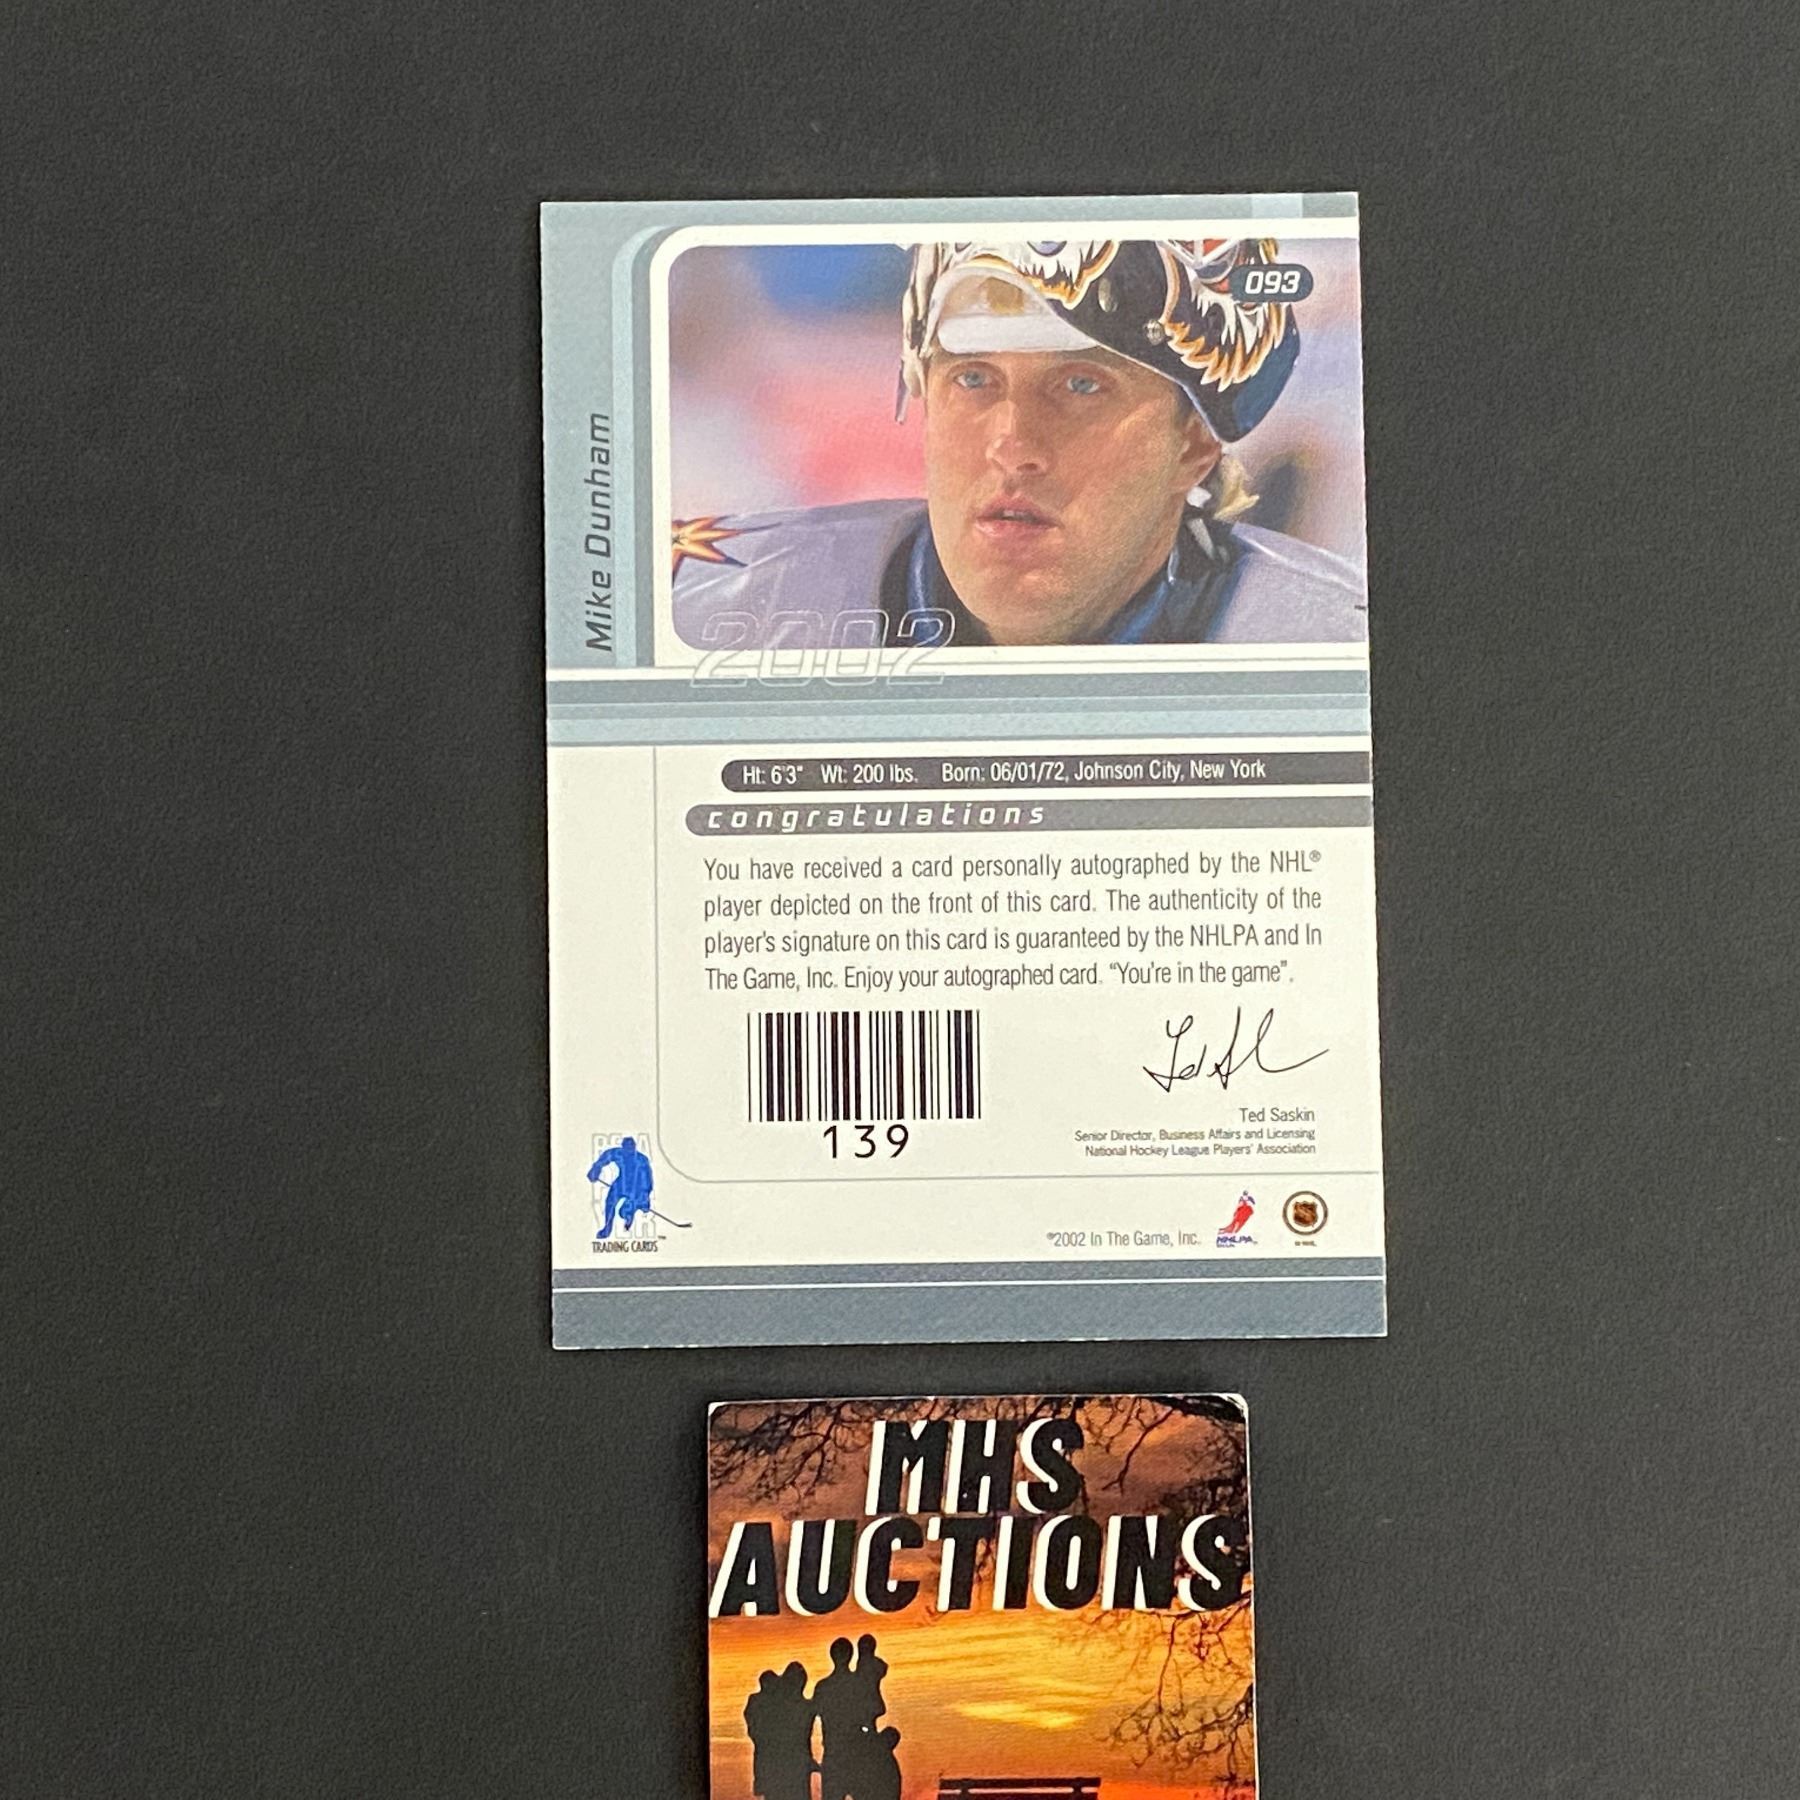 093
Mike Dunham
2002
Ht: 6'3" Wt: 200 lbs. Born: 06/01/72, Johnson City, New York
congratulations
You have received a card personally autographed by the NHL®
player depicted on the front of this card. The authenticity of the
player's signature on this card is guaranteed by the NHLPA and In
The Game, Inc. Enjoy your autographed card. “You're in the game”.
139
Ted Saskin
Senior Director, Business Affairs and Licensing
National Hockey League Players' Association
BE A
PLAYER™
TRADING CARDS
©2002 In The Game, Inc.
NHLPA
MHS
AUCTIONS